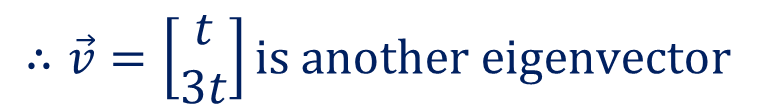 ∴ v⃗ = [t 3t] is another eigenvector